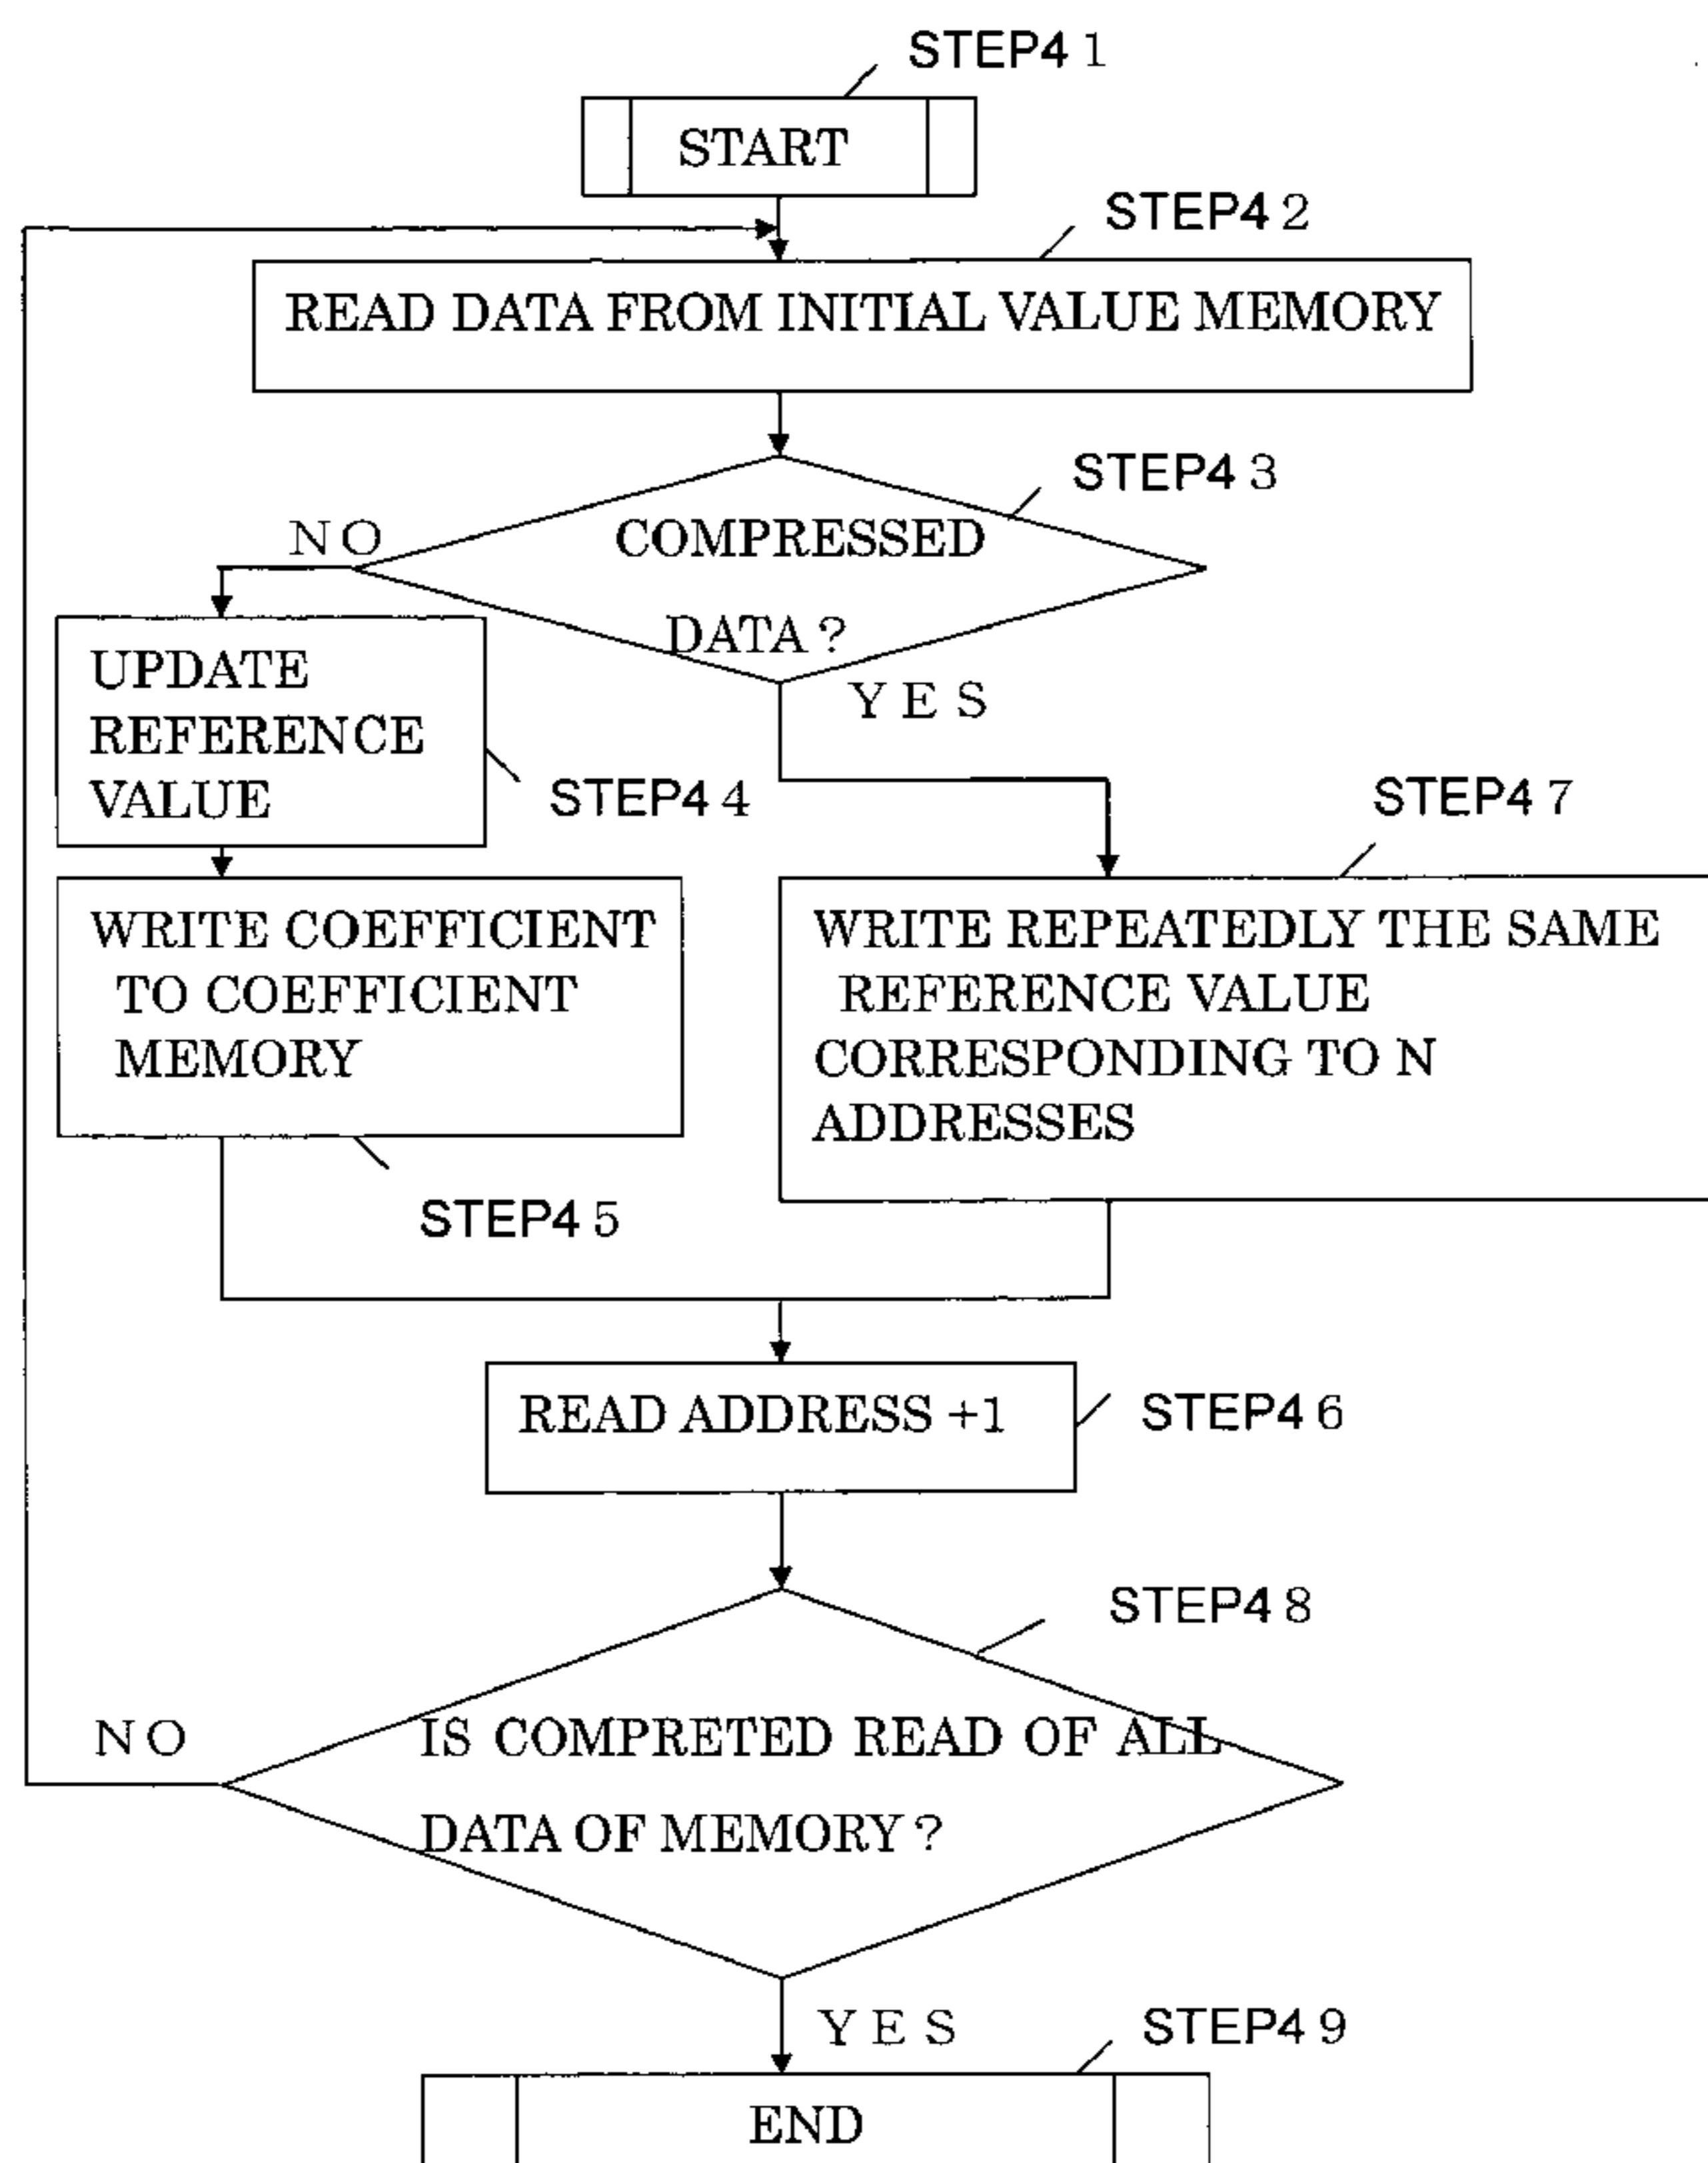 STEP4 1
START
STEP4 2
READ DATA FROM INITIAL VALUE MEMORY
STEP4 3
NO
COMPRESSED
DATA?
YES
UPDATE
REFERENCE
VALUE
STEP4 4
STEP4 7
WRITE COEFFICIENT
TO COEFFICIENT
MEMORY
WRITE REPEATEDLY THE SAME
REFERENCE VALUE
CORRESPONDING TO N
ADDRESSES
STEP4 5
READ ADDRESS +1
STEP4 6
STEP4 8
NO
IS COMPRETED READ OF ALL
DATA OF MEMORY?
YES
STEP4 9
END